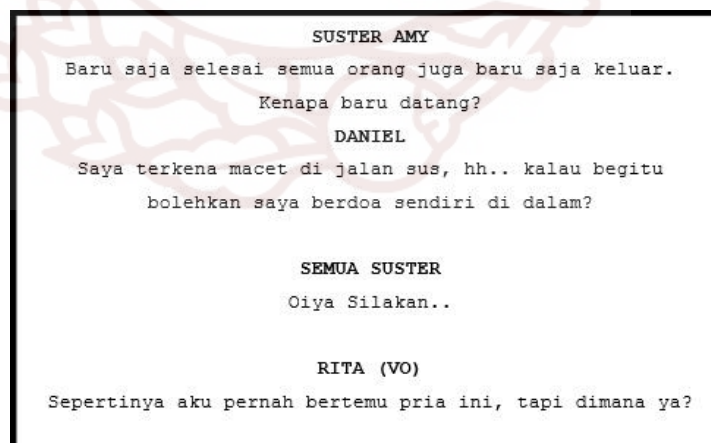 SUSTER AMY
Baru saja selesai semua orang juga baru saja keluar.
Kenapa baru datang?
DANIEL
Saya terkena macet di jalan sus, hh.. kalau begitu
bolehkan saya berdoa sendiri di dalam?
SEMUA SUSTER
Oiya Silakan..
RITA (VO)
Sepertinya aku pernah bertemu pria ini, tapi dimana ya?